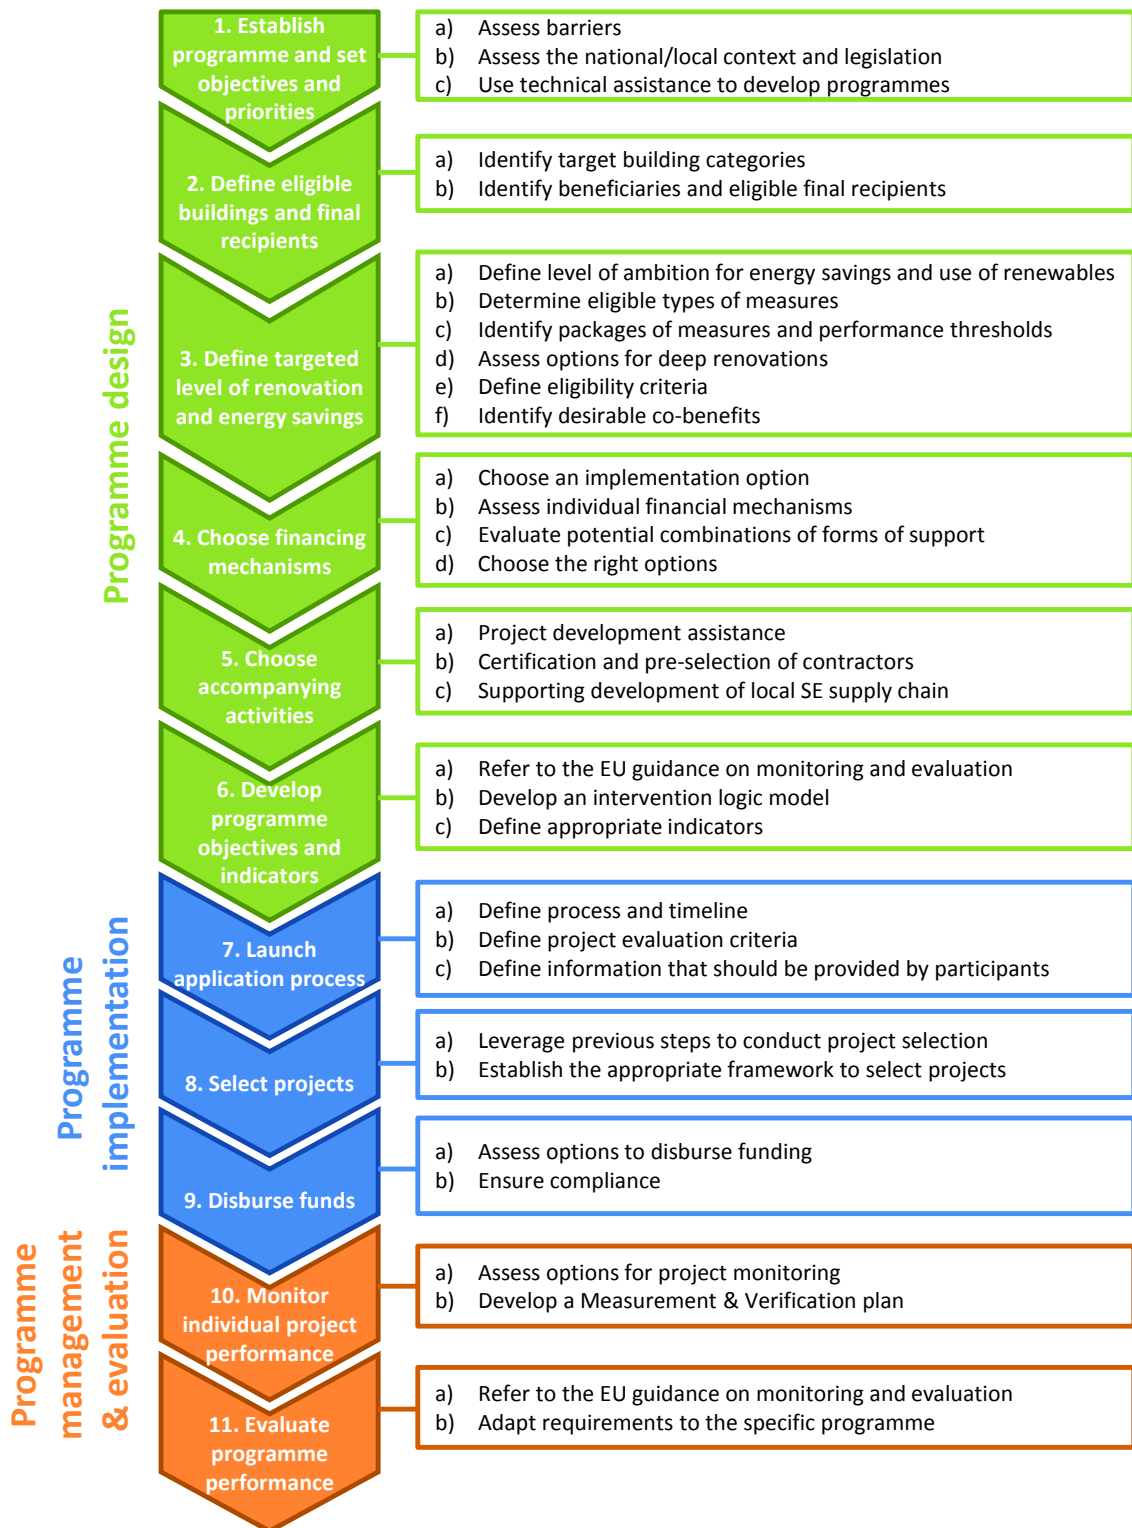 Programme design
1. Establish
programme and set
objectives and
priorities
a) Assess barriers
b) Assess the national/local context and legislation
c) Use technical assistance to develop programmes
2. Define eligible
buildings and final
recipients
a) Identify target building categories
b) Identify beneficiaries and eligible final recipients
3. Define targeted
level of renovation
and energy savings
a) Define level of ambition for energy savings and use of renewables
b) Determine eligible types of measures
c) Identify packages of measures and performance thresholds
d) Assess options for deep renovations
e) Define eligibility criteria
f) Identify desirable co-benefits
4. Choose financing
mechanisms
a) Choose an implementation option
b) Assess individual financial mechanisms
c) Evaluate potential combinations of forms of support
d) Choose the right options
5. Choose
accompanying
activities
a) Project development assistance
b) Certification and pre-selection of contractors
c) Supporting development of local SE supply chain
6. Develop
programme
objectives and
indicators
a) Refer to the EU guidance on monitoring and evaluation
b) Develop an intervention logic model
c) Define appropriate indicators
Programme
implementation
7. Launch
application process
a) Define process and timeline
b) Define project evaluation criteria
c) Define information that should be provided by participants
8. Select projects
a) Leverage previous steps to conduct project selection
b) Establish the appropriate framework to select projects
9. Disburse funds
a) Assess options to disburse funding
b) Ensure compliance
Programme
management
& evaluation
10. Monitor
individual project
performance
a) Assess options for project monitoring
b) Develop a Measurement & Verification plan
11. Evaluate
programme
performance
a) Refer to the EU guidance on monitoring and evaluation
b) Adapt requirements to the specific programme